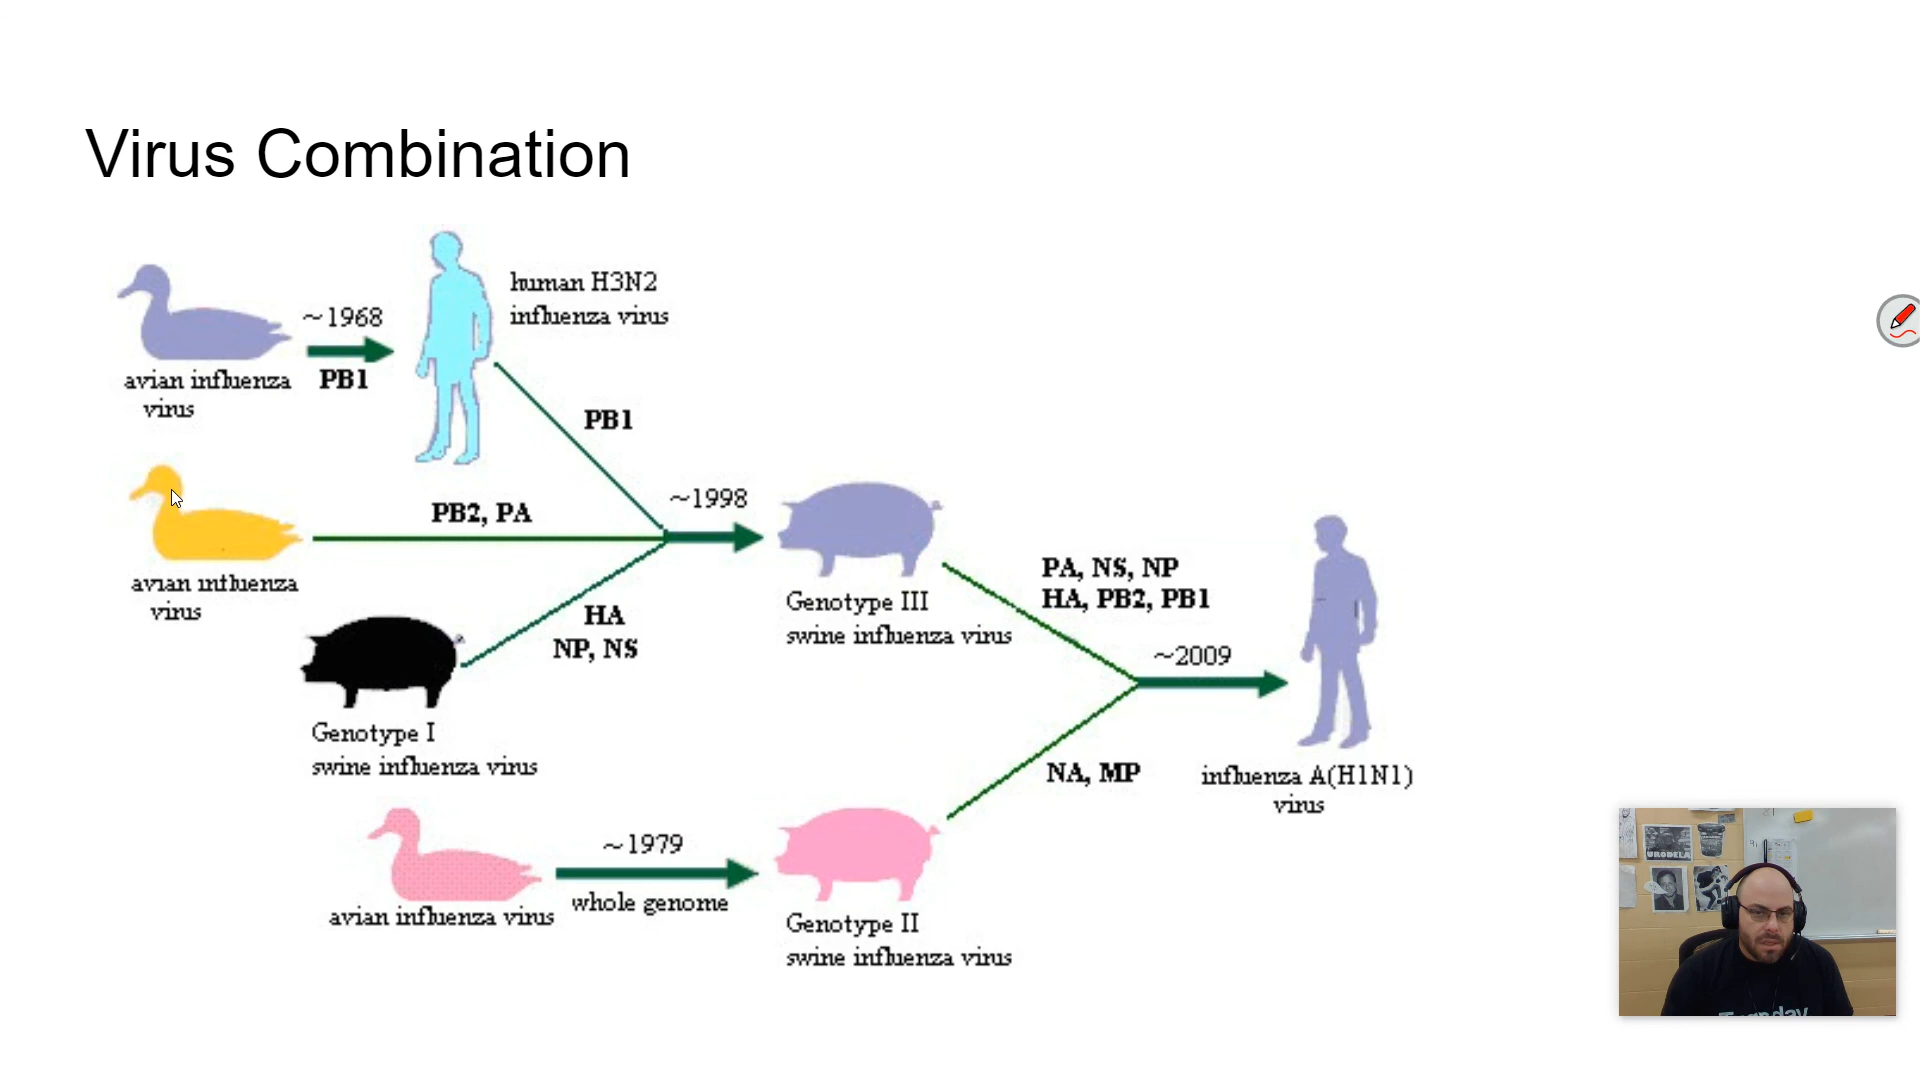 Virus Combination
human H3N2
influenza virus
~1968
PB1
avian influenza
virus
PB1
PB2, PA
~1998
avian influenza
virus
HA
NP, NS
Genotype I
swine influenza virus
Genotype III
swine influenza virus
PA, NS, NP
HA, PB2, PB1
~2009
NA, MP
influenza A(H1N1)
virus
~1979
whole genome
avian influenza virus
Genotype II
swine influenza virus
URODELA